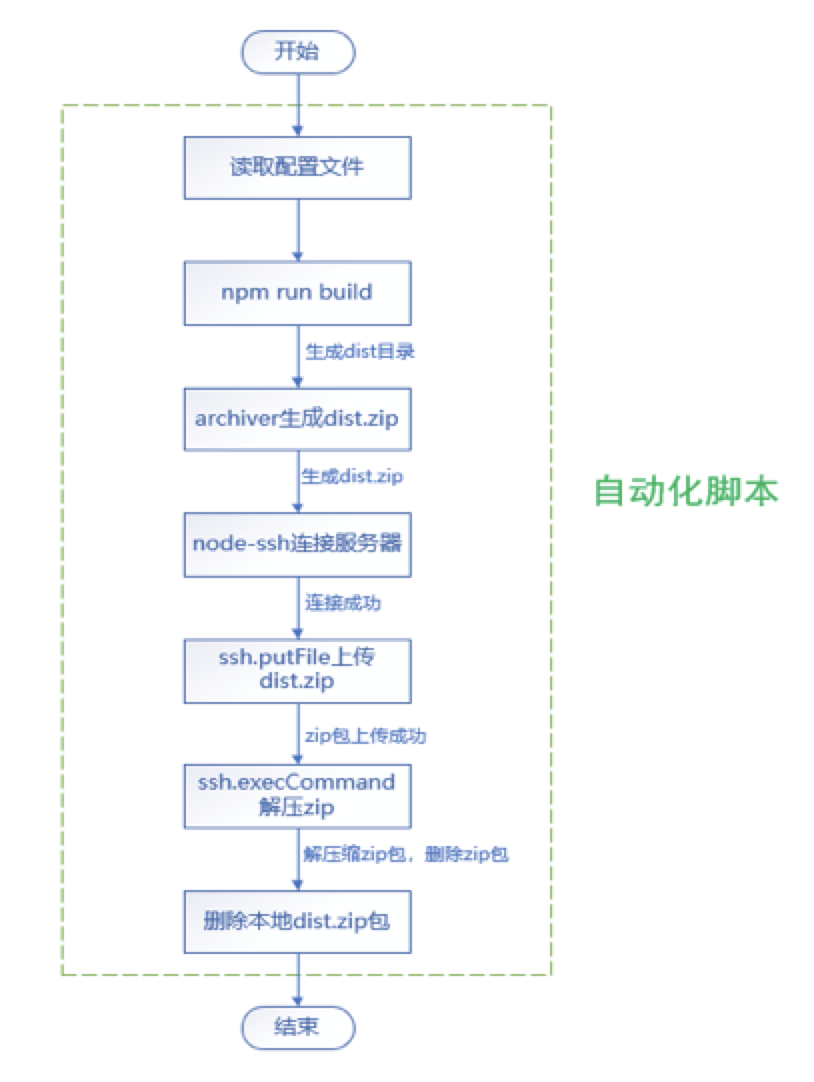 开始
读取配置文件
npm run build
生成dist目录
archiver生成dist.zip
生成dist.zip
自动化脚本
node-ssh连接服务器
连接成功
ssh.putFile上传
dist.zip
zip包上传成功
ssh.execCommand
解压zip
解压缩zip包，删除zip包
删除本地dist.zip包
结束